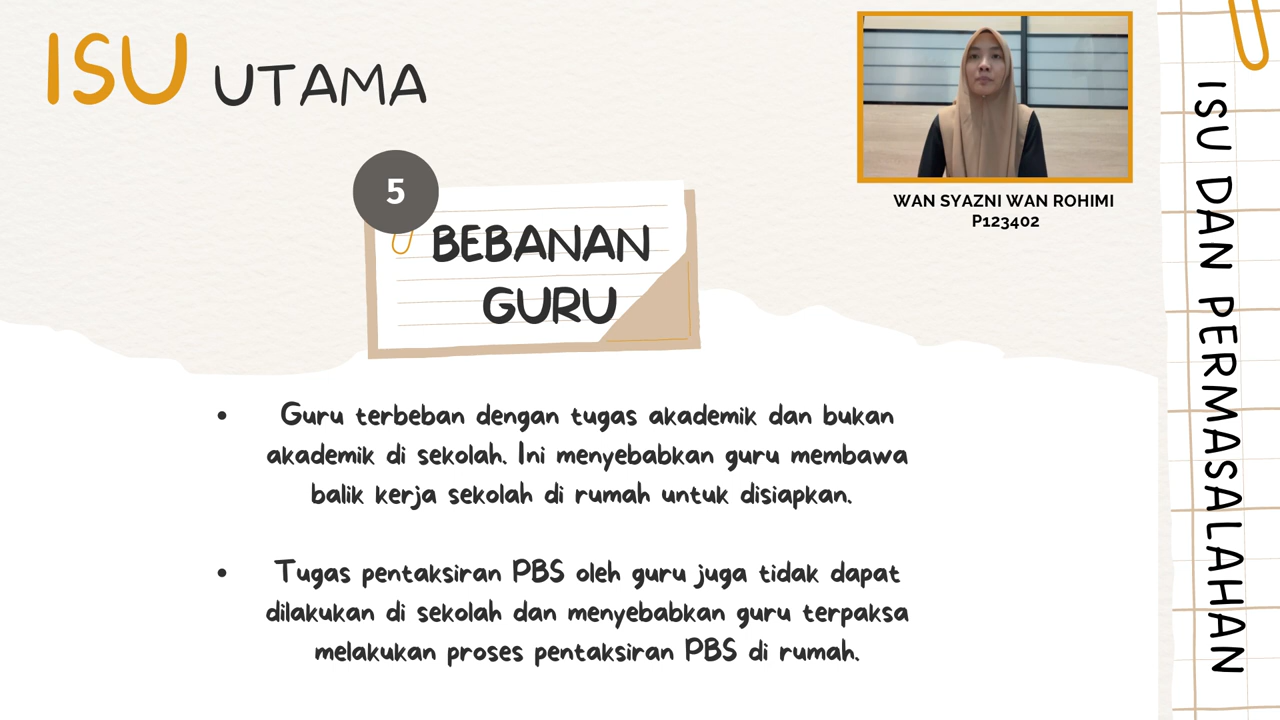 ISU UTAMA
WAN SYAZNI WAN ROHIMI
P123402
5
BEBANAN
GURU
• Guru terbeban dengan tugas akademik dan bukan
akademik di sekolah. Ini menyebabkan guru membawa
balik kerja sekolah di rumah untuk disiapkan.
• Tugas pentaksiran PBS oleh guru juga tidak dapat
dilakukan di sekolah dan menyebabkan guru terpaksa
melakukan proses pentaksiran PBS di rumah.
ISU DAN PERMASALAHAN